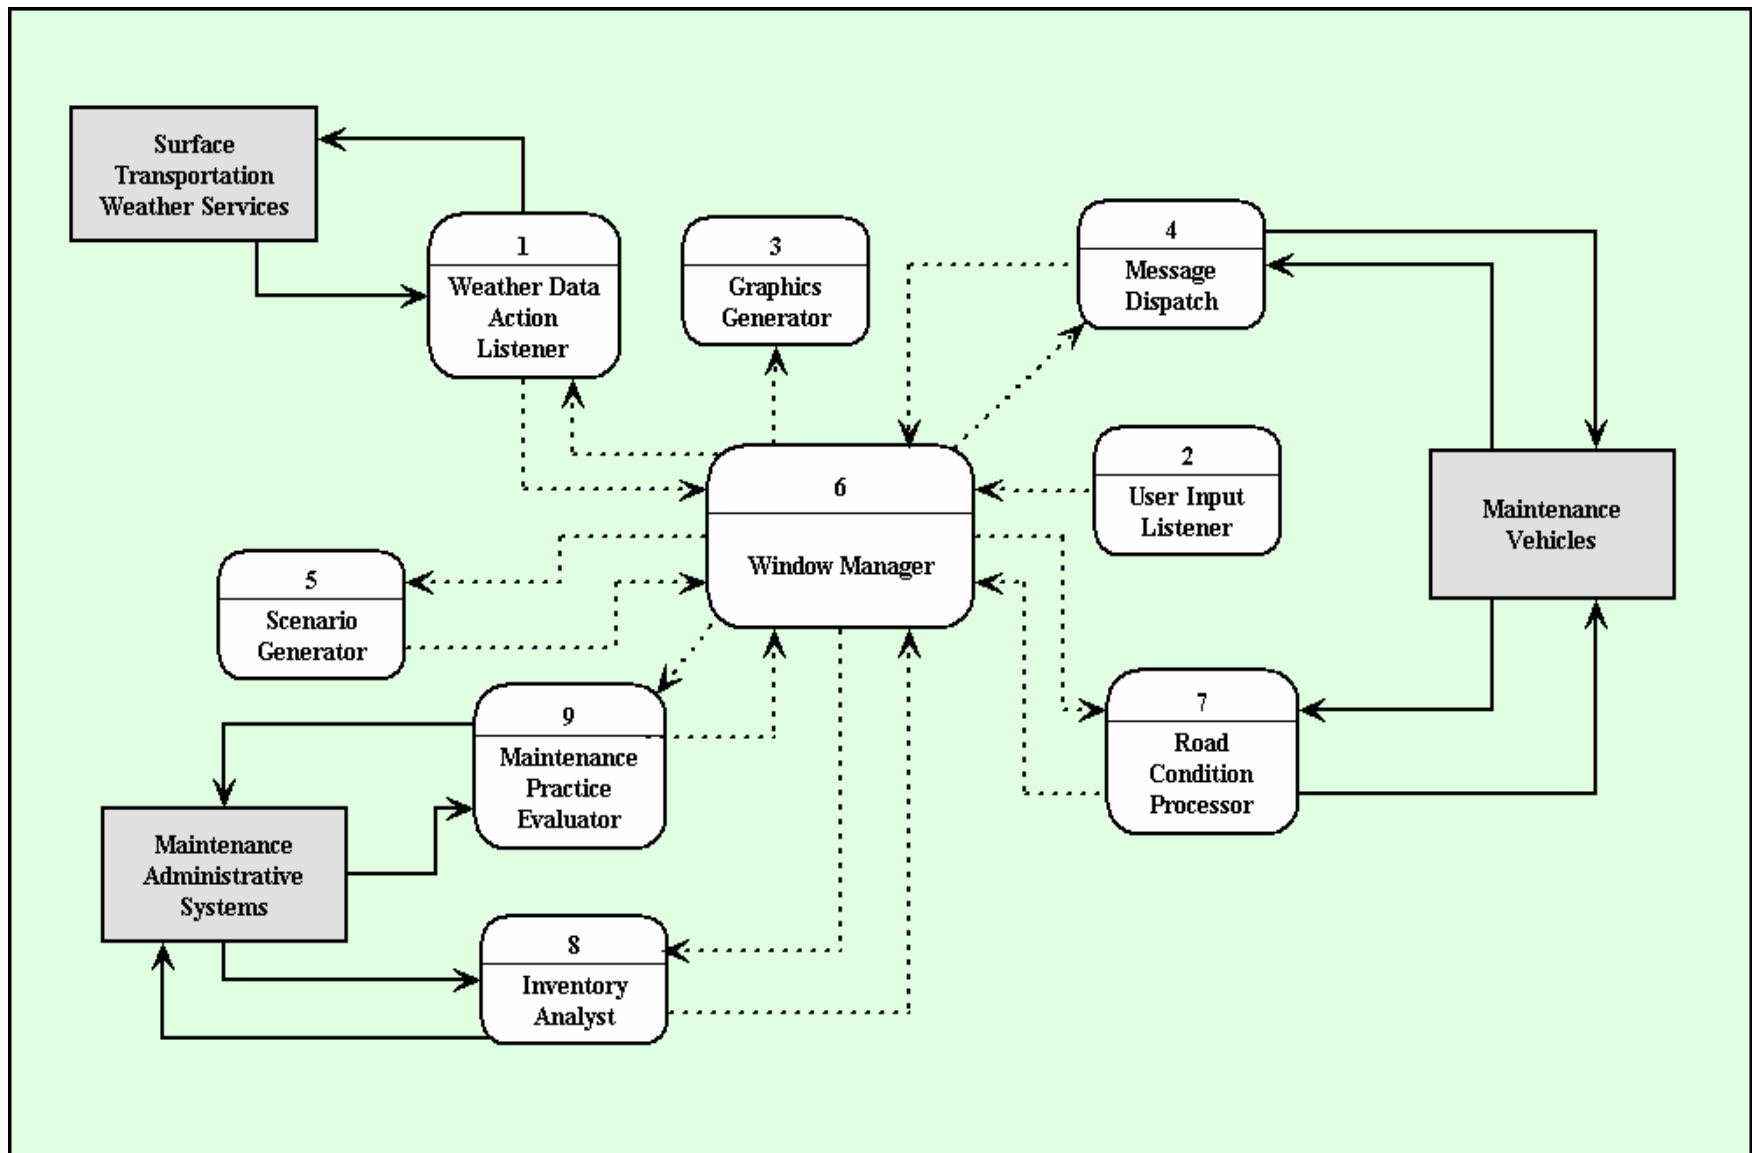 Surface
Transportation
Weather Services
1
Weather Data
Action
Listener
3
Graphics
Generator
4
Message
Dispatch
2
User Input
Listener
6
Window Manager
Maintenance
Vehicles
5
Scenario
Generator
9
Maintenance
Practice
Evaluator
7
Road
Condition
Processor
Maintenance
Administrative
Systems
8
Inventory
Analyst